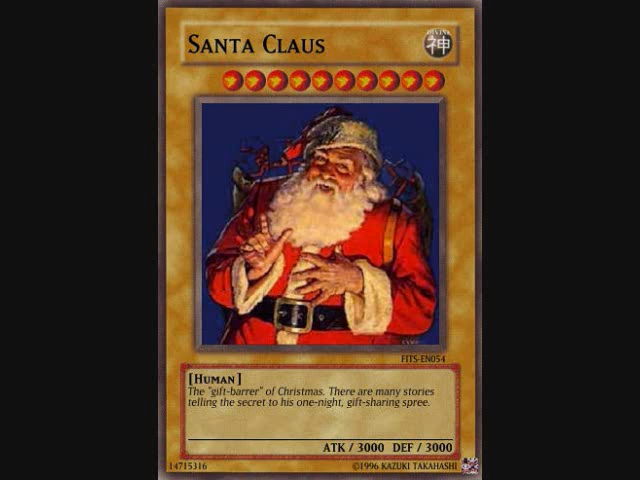 SANTA CLAUS
DIVINE
神
FITS-EN054
[HUMAN]
The "gift-barrer" of Christmas. There are many stories
telling the secret to his one-night, gift-sharing spree.
ATK / 3000 DEF / 3000
14715316
©1996 KAZUKI TAKAHASHI